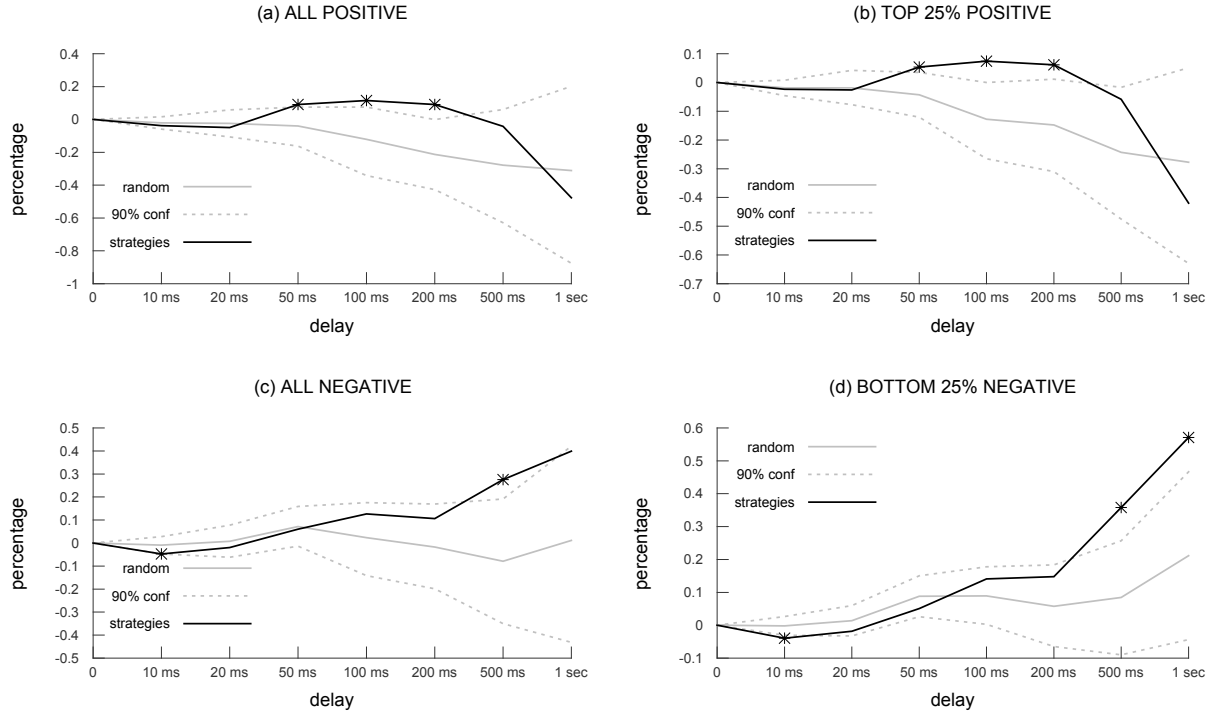 (a) ALL POSITIVE
0.4
0.2
0
-0.2
-0.4
-0.6
-0.8
-1
percentage
random
90% conf
strategies
0 10 ms 20 ms 50 ms 100 ms 200 ms 500 ms 1 sec
delay
(b) TOP 25% POSITIVE
0.1
0
-0.1
-0.2
-0.3
-0.4
-0.5
-0.6
-0.7
percentage
random
90% conf
strategies
0 10 ms 20 ms 50 ms 100 ms 200 ms 500 ms 1 sec
delay
(c) ALL NEGATIVE
0.5
0.4
0.3
0.2
0.1
0
-0.1
-0.2
-0.3
-0.4
-0.5
percentage
random
90% conf
strategies
0 10 ms 20 ms 50 ms 100 ms 200 ms 500 ms 1 sec
delay
(d) BOTTOM 25% NEGATIVE
0.6
0.5
0.4
0.3
0.2
0.1
0
-0.1
percentage
random
90% conf
strategies
0 10 ms 20 ms 50 ms 100 ms 200 ms 500 ms 1 sec
delay